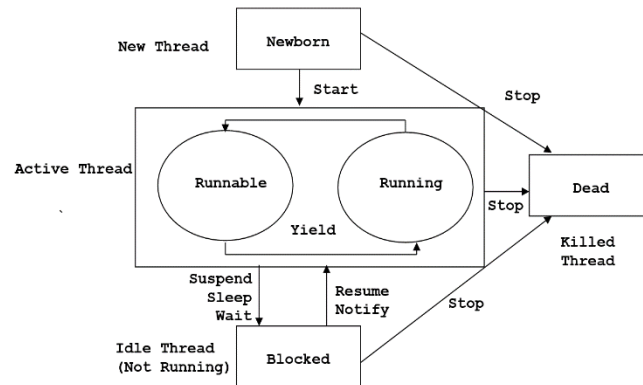 New Thread
Newborn
Start
Stop
Active Thread
Runnable
Running
Yield
Stop
Dead
Killed
Thread
Suspend
Sleep
Wait
Resume
Notify
Stop
Idle Thread
(Not Running)
Blocked